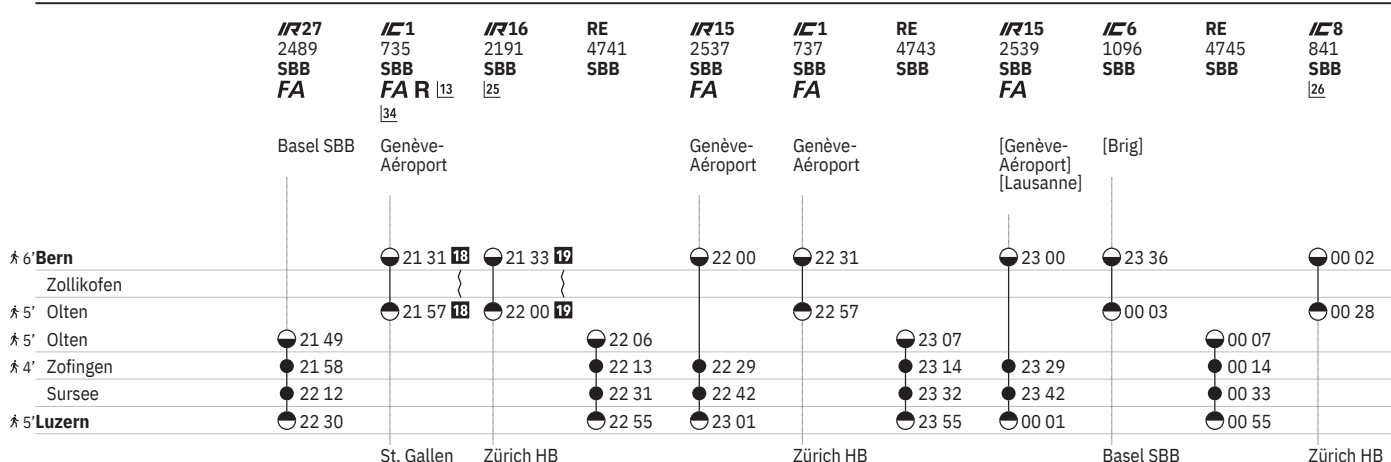 IR27 IC1 IR16 RE IR15 IC1 RE IR15 IC6 RE IC8
2489 735 2191 4741 2537 737 4743 2539 1096 4745 841
SBB SBB SBB SBB SBB SBB SBB SBB SBB SBB SBB
FA FA R 13 25 FA FA FA 26
34
Basel SBB Genève- Genève- Genève- [Genève- [Brig]
Aéroport Aéroport Aéroport Aéroport]
[Lausanne]
6' Bern 21 31 18 21 33 19 22 00 22 31 23 00 23 36 00 02
Zollikofen
5' Olten 21 57 18 22 00 19 22 57 00 03 00 28
5' Olten 21 49 22 06 23 07 00 07
4' Zofingen 21 58 22 13 22 29 23 14 23 29 00 14
Sursee 22 12 22 31 22 42 23 32 23 42 00 33
5' Luzern 22 30 22 55 23 01 23 55 00 01 00 55
St. Gallen Zürich HB Zürich HB Basel SBB Zürich HB